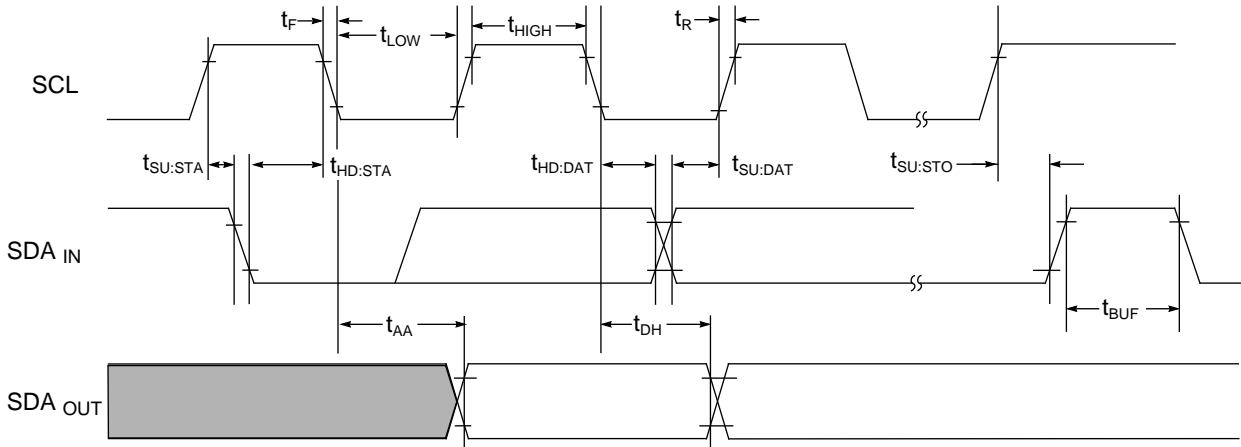 tF
tLOW
tHIGH
tR
SCL
tSU:STA
tHD:STA
tHD:DAT
tSU:DAT
tSU:STO
SDA IN
tAA
tDH
tBUF
SDA OUT